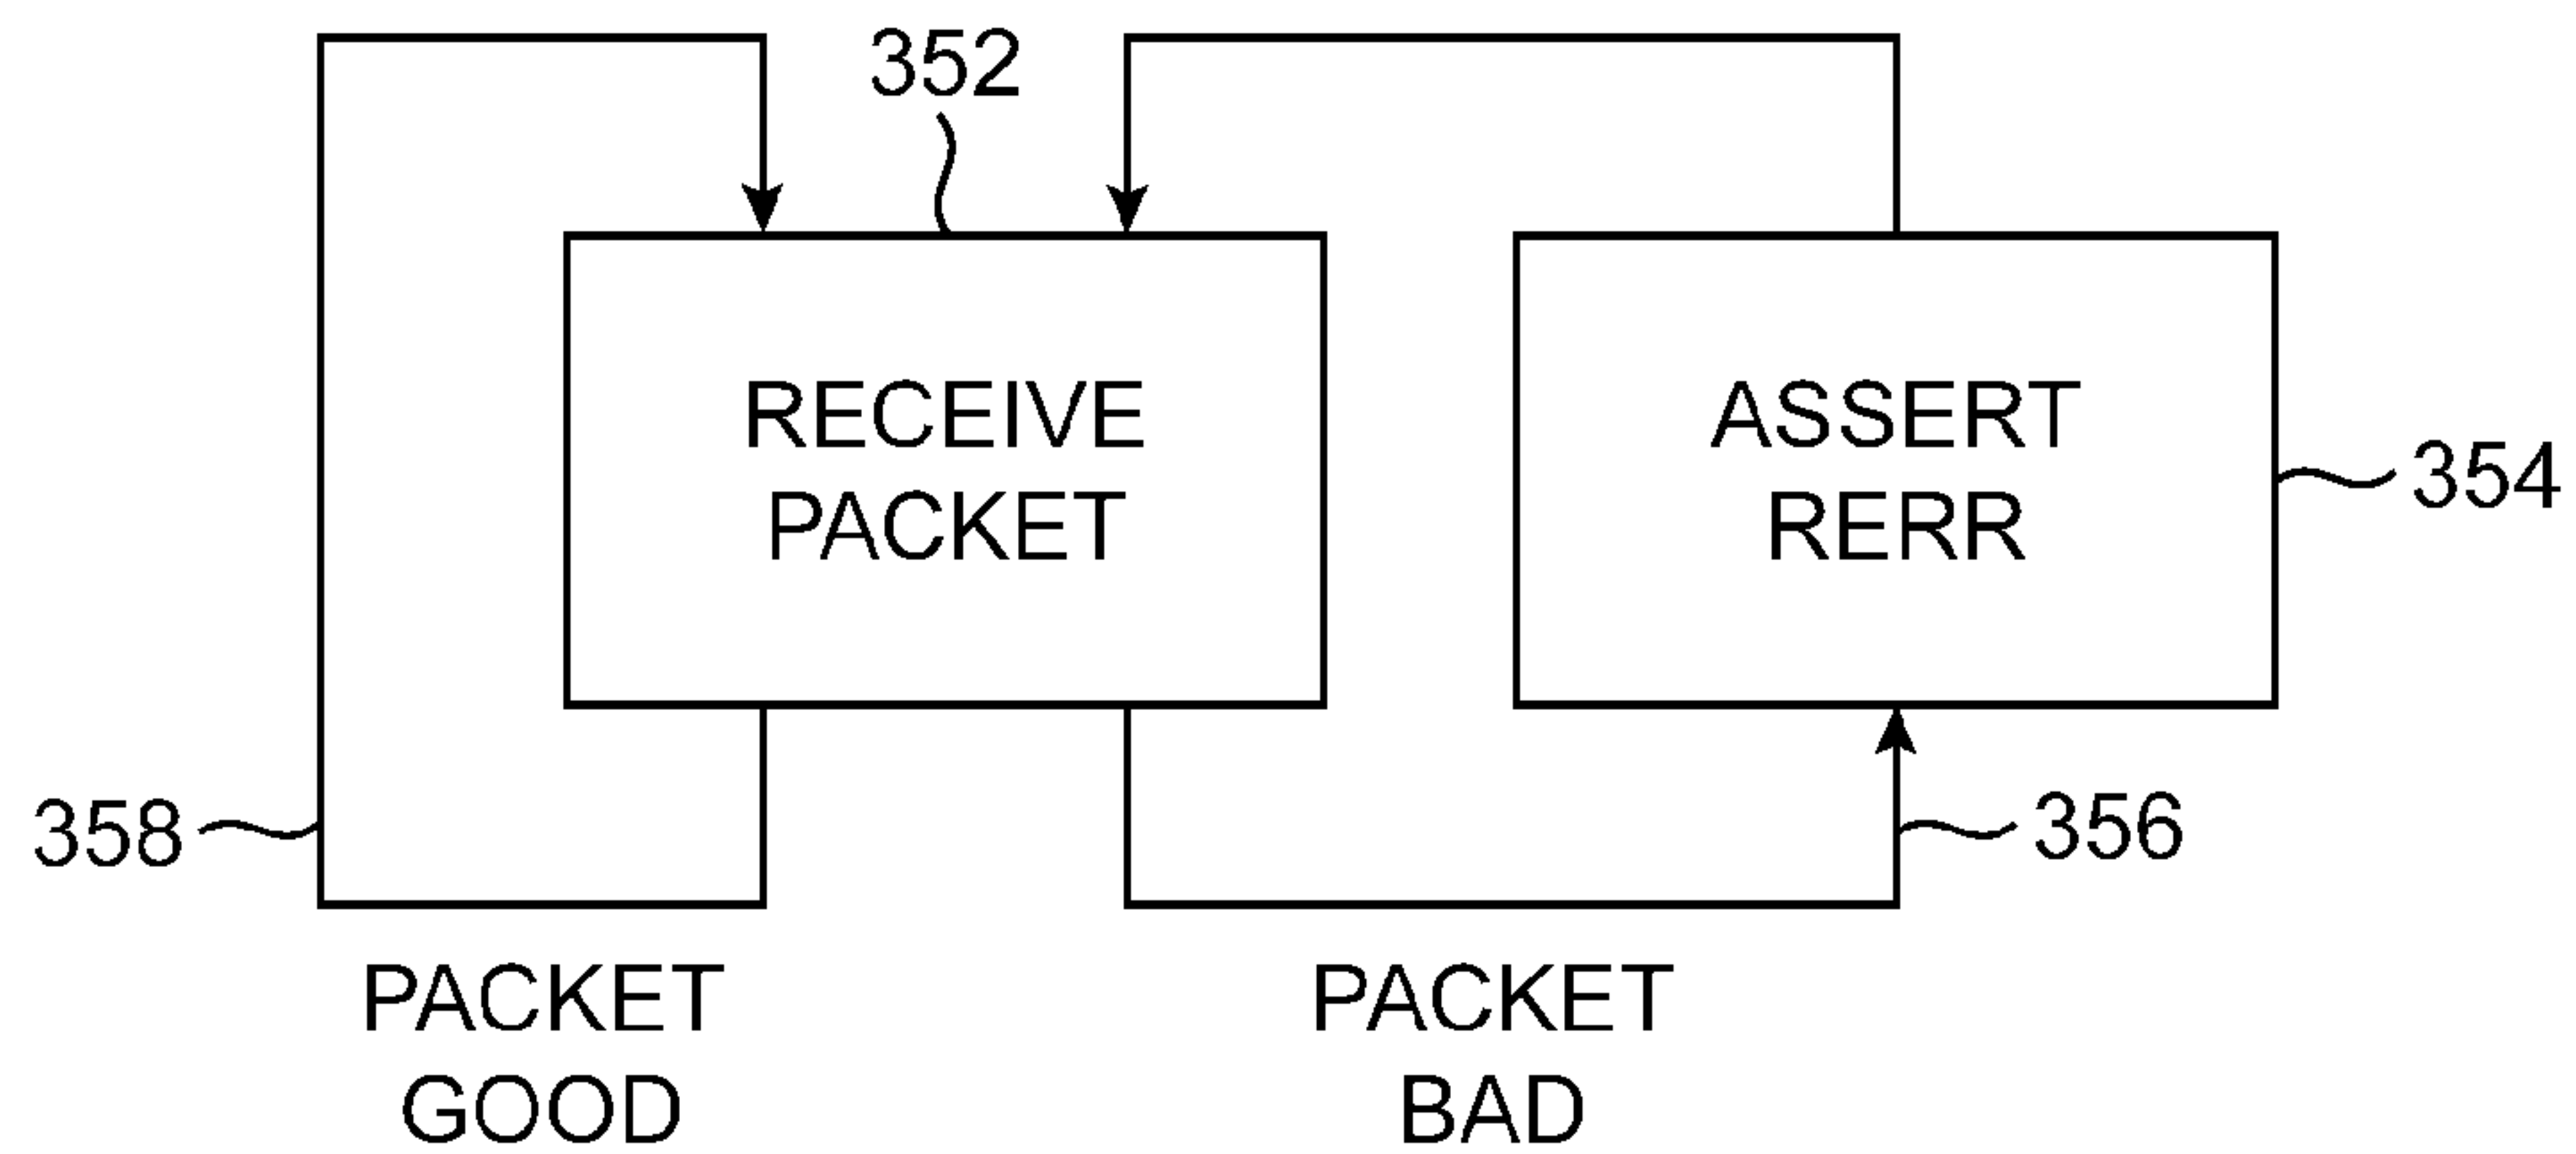 352
RECEIVE
PACKET
ASSERT
RERR
354
358
356
PACKET
GOOD
PACKET
BAD